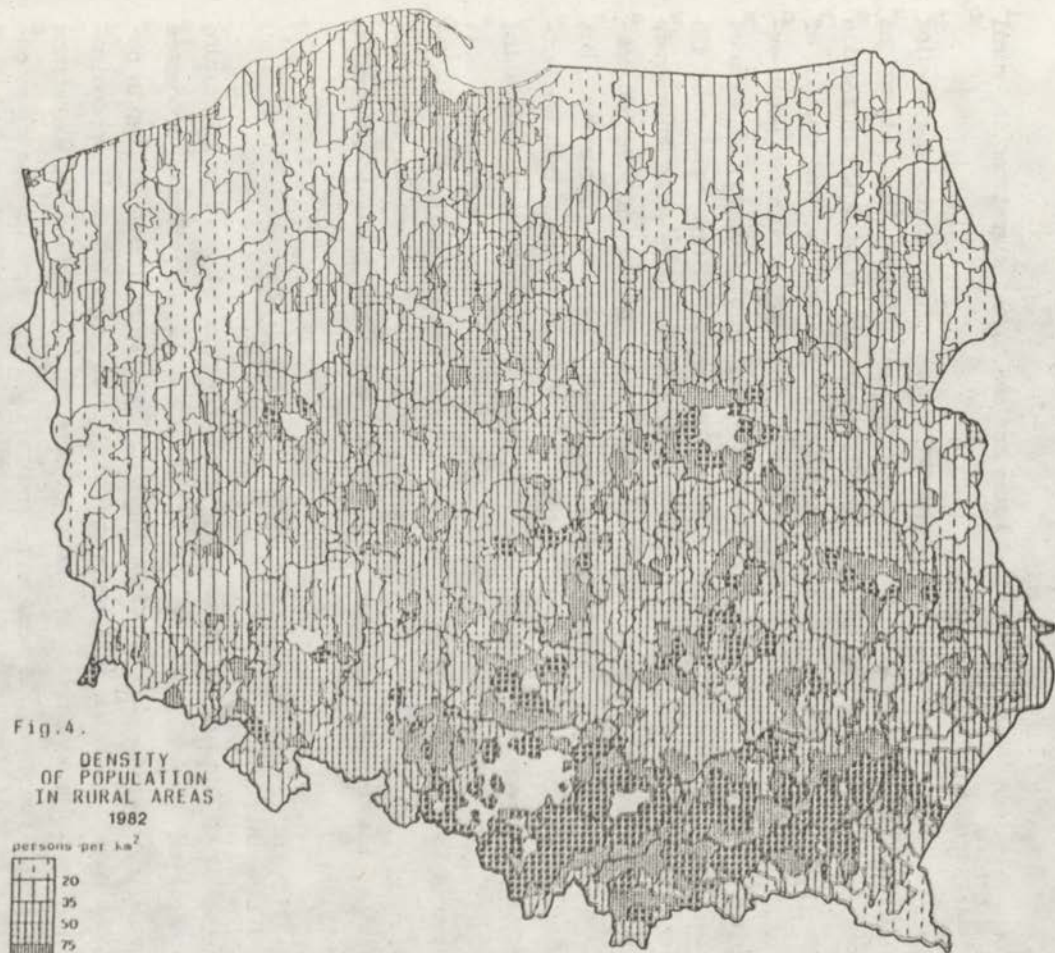 Fig.4.
DENSITY
OF POPULATION
IN RURAL AREAS
1982
persons per km²
20
35
50
75